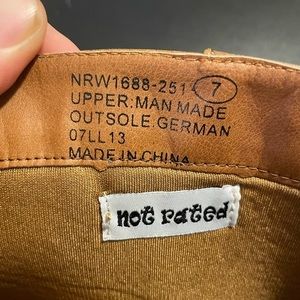 NRW1688-251 7
UPPER:MAN MADE
OUTSOLE:GERMAN
07LL13
MADE IN CHINA
not rated